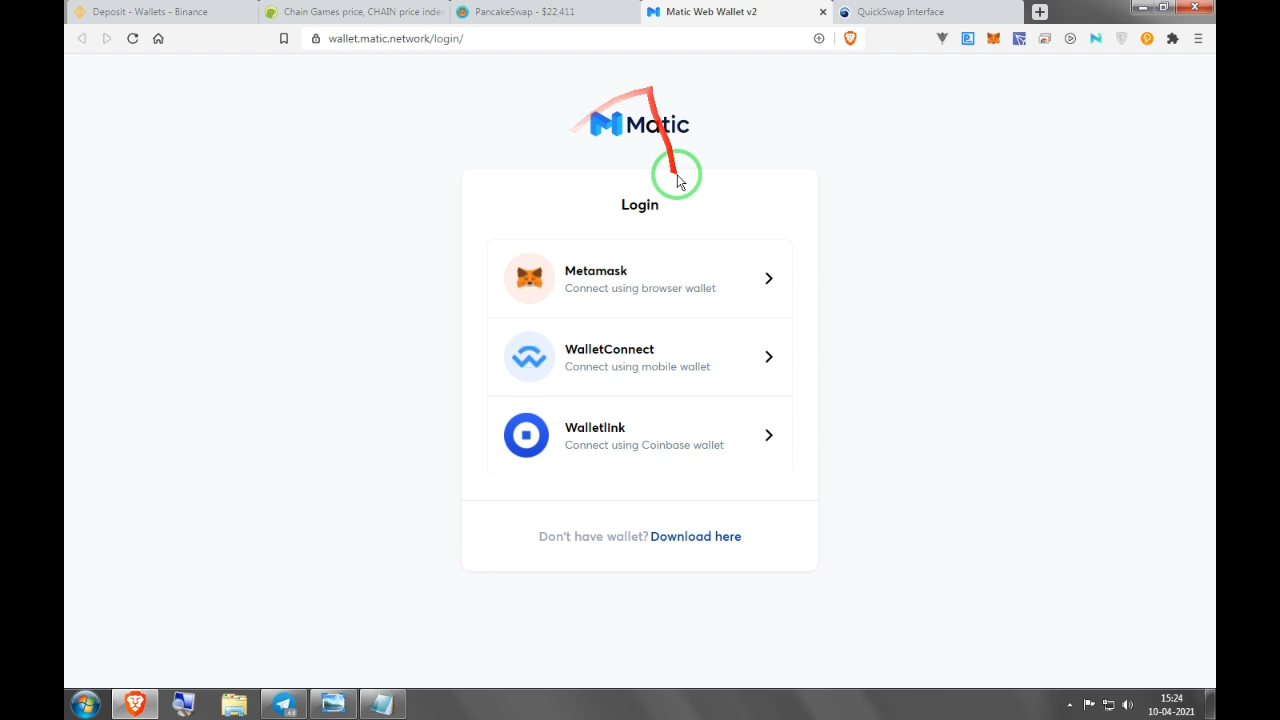 Deposit - Wallets - Binance
Chain Games price, CHAIN price index
PancakeSwap - $22,411
Matic Web Wallet v2
QuickSwap Interface
wallet.matic.network/login/
Matic
Login
Metamask
Connect using browser wallet
WalletConnect
Connect using mobile wallet
Walletlink
Connect using Coinbase wallet
Don't have wallet? Download here
15:24
10-04-2021